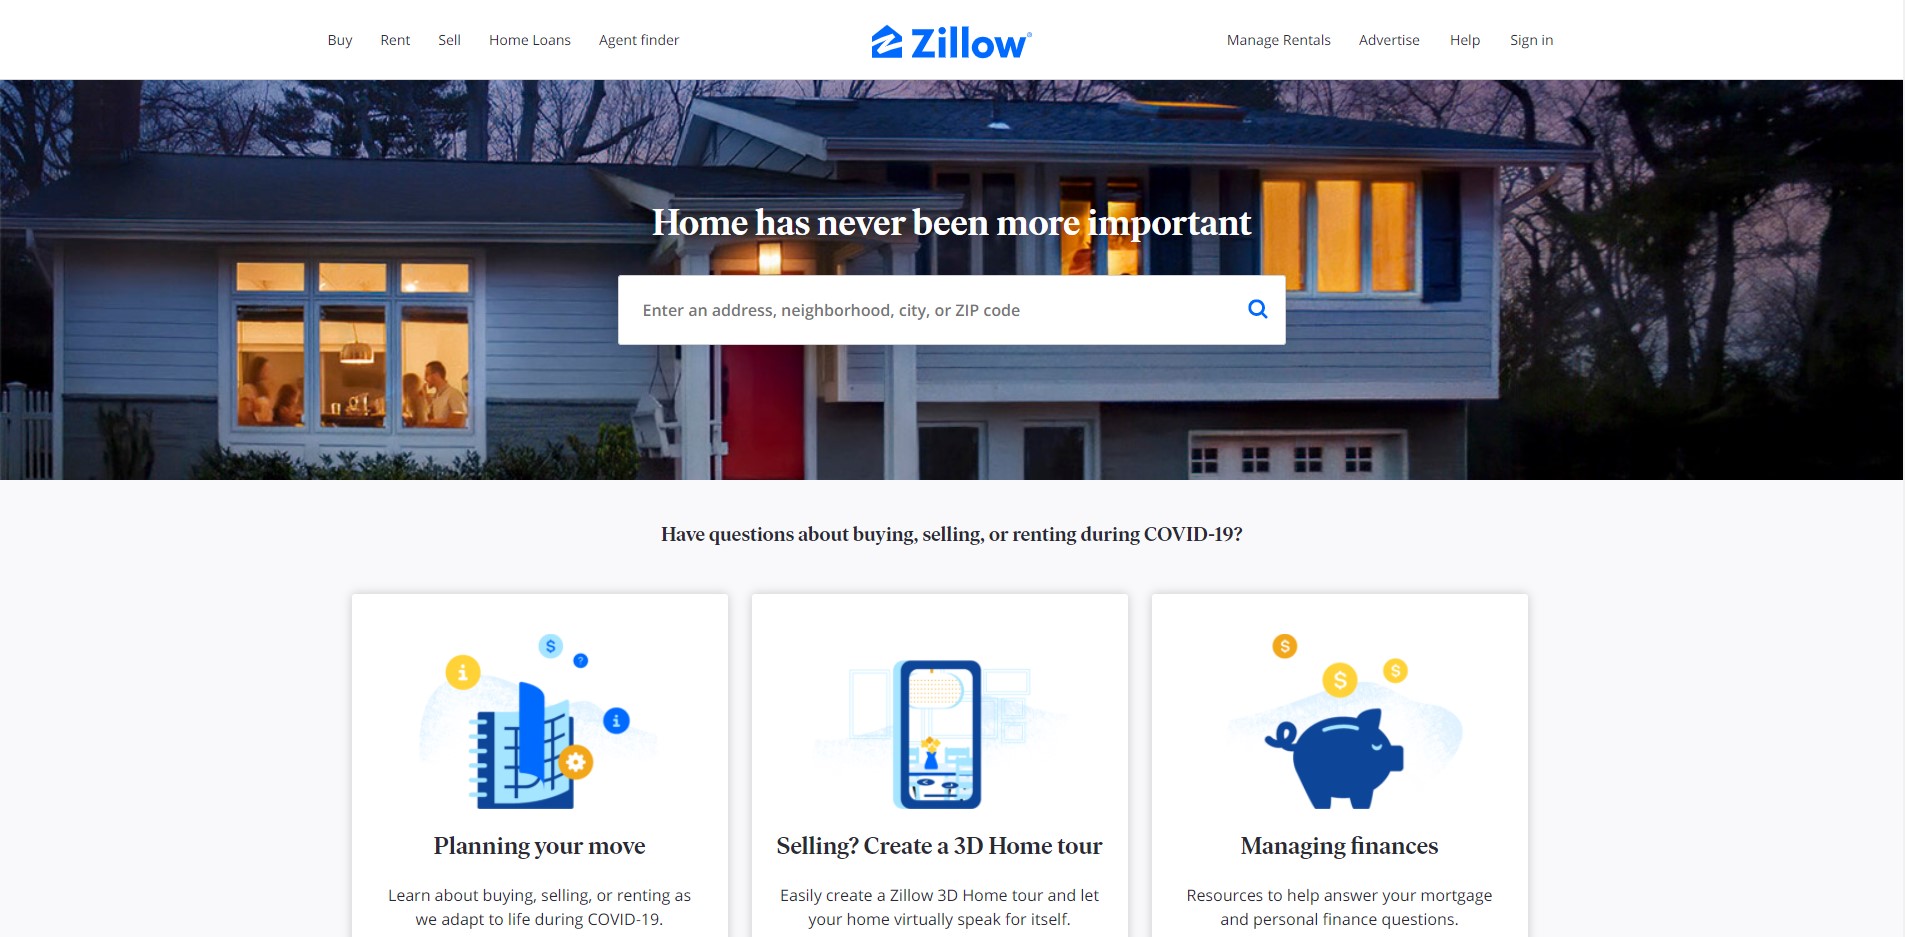 Buy Rent Sell Home Loans Agent finder
Zillow®
Manage Rentals Advertise Help Sign in
Home has never been more important
Enter an address, neighborhood, city, or ZIP code
Have questions about buying, selling, or renting during COVID-19?
Planning your move
Learn about buying, selling, or renting as
we adapt to life during COVID-19.
Selling? Create a 3D Home tour
Easily create a Zillow 3D Home tour and let
your home virtually speak for itself.
Managing finances
Resources to help answer your mortgage
and personal finance questions.